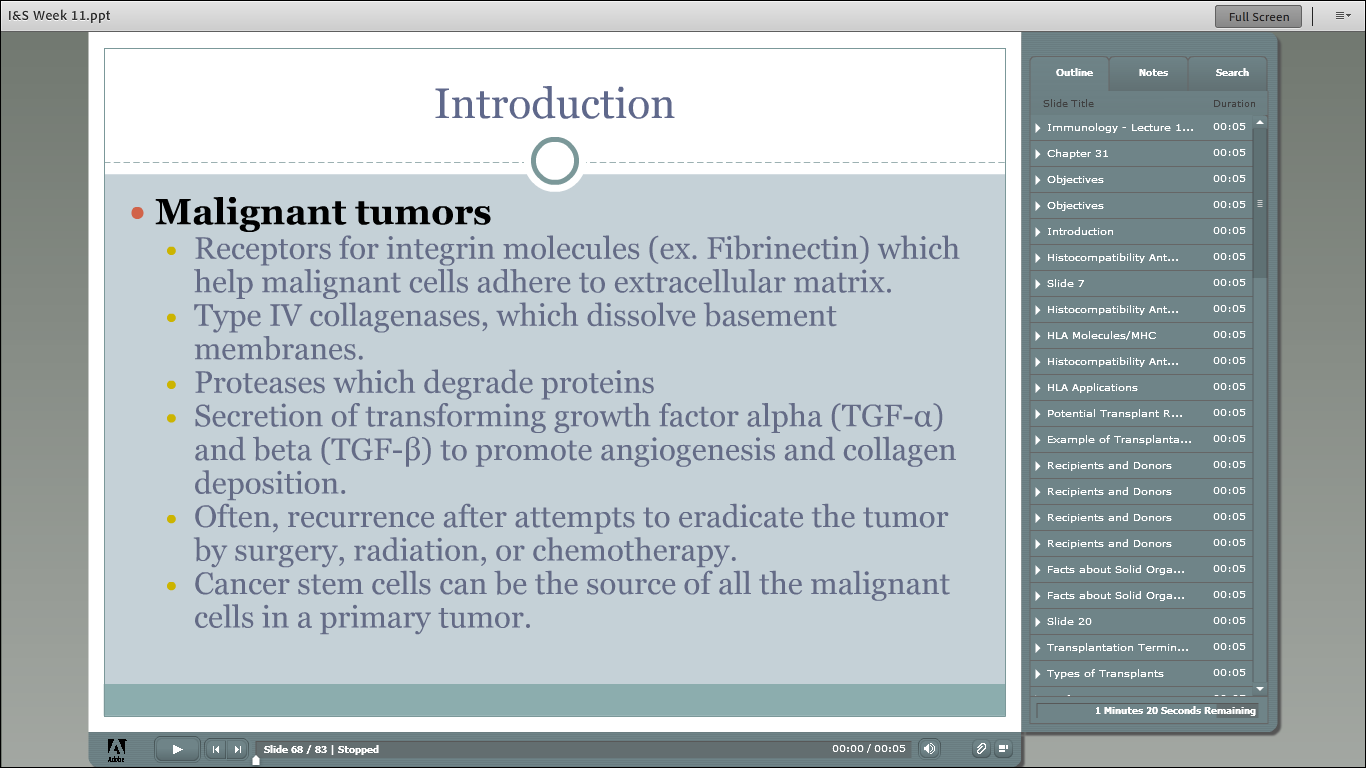 I&S Week 11.ppt
Full Screen
Introduction
Malignant tumors
Receptors for integrin molecules (ex. Fibrinectin) which
help malignant cells adhere to extracellular matrix.
Type IV collagenases, which dissolve basement
membranes.
Proteases which degrade proteins
Secretion of transforming growth factor alpha (TGF-α)
and beta (TGF-β) to promote angiogenesis and collagen
deposition.
Often, recurrence after attempts to eradicate the tumor
by surgery, radiation, or chemotherapy.
Cancer stem cells can be the source of all the malignant
cells in a primary tumor.
Outline Notes Search
Slide Title Duration
Immunology - Lecture 1... 00:05
Chapter 31 00:05
Objectives 00:05
Objectives 00:05
Introduction 00:05
Histocompatibility Ant... 00:05
Slide 7 00:05
Histocompatibility Ant... 00:05
HLA Molecules/MHC 00:05
Histocompatibility Ant... 00:05
HLA Applications 00:05
Potential Transplant R... 00:05
Example of Transplanta... 00:05
Recipients and Donors 00:05
Recipients and Donors 00:05
Recipients and Donors 00:05
Recipients and Donors 00:05
Facts about Solid Orga... 00:05
Facts about Solid Orga... 00:05
Slide 20 00:05
Transplantation Termin... 00:05
Types of Transplants 00:05
1 Minutes 20 Seconds Remaining
Adobe
Slide 68 / 83 | Stopped
00:00 / 00:05